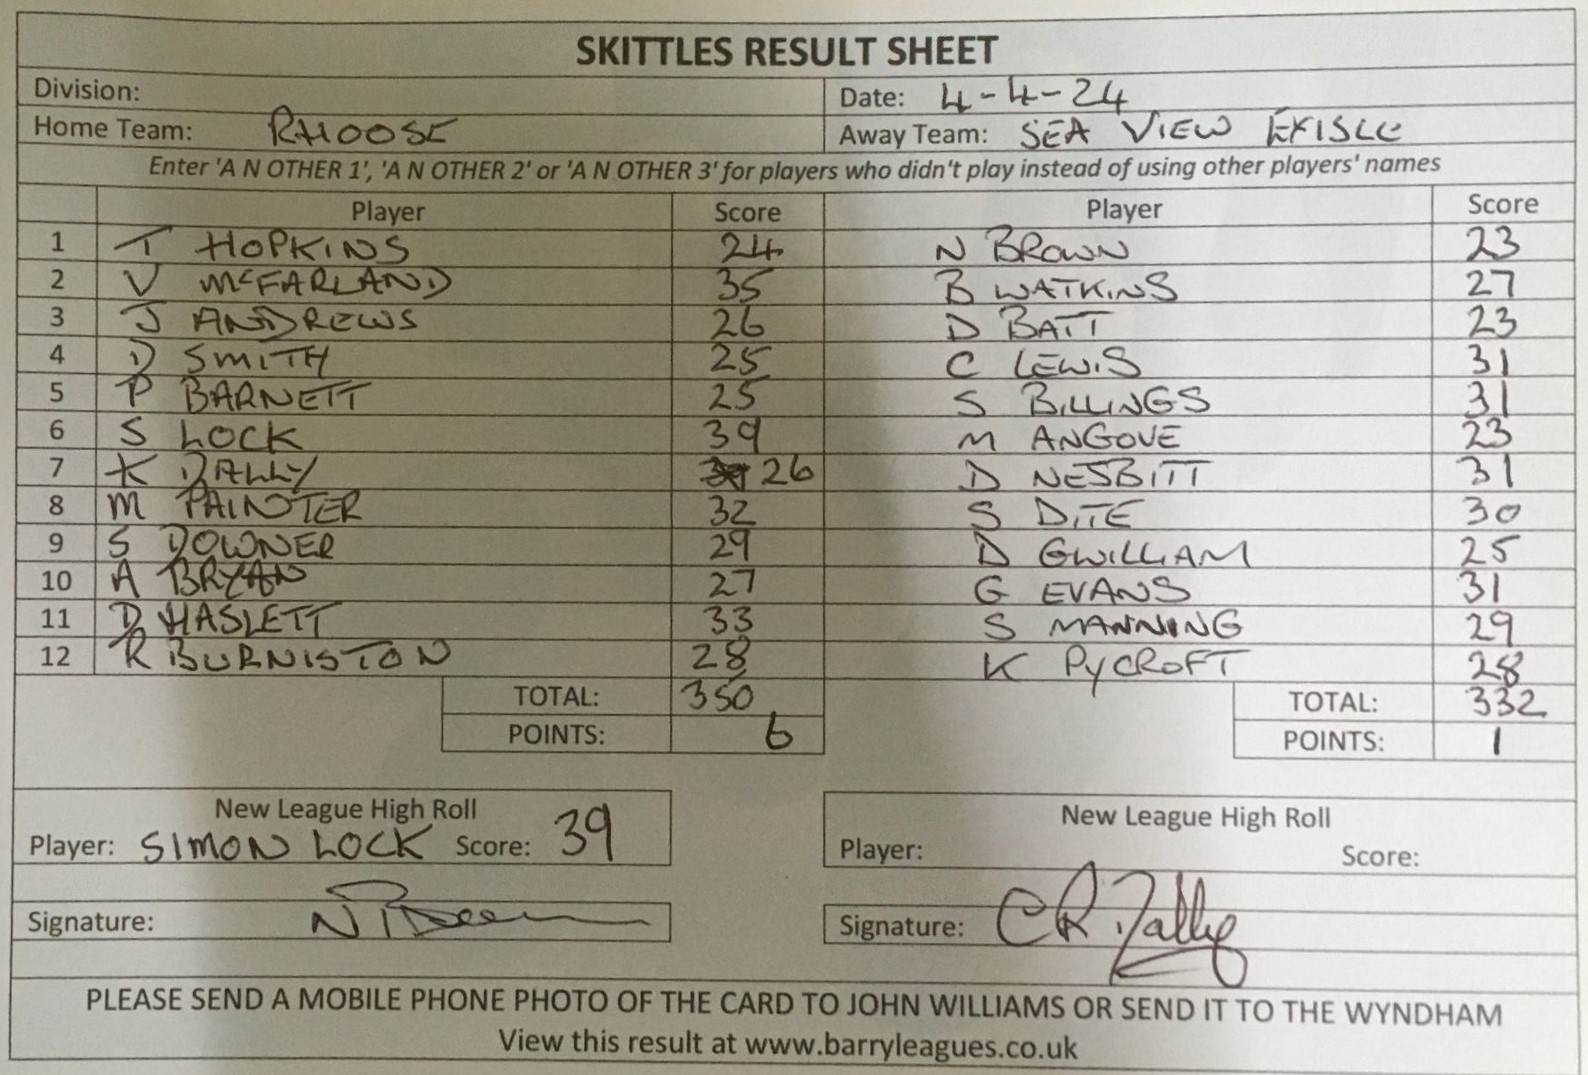 SKITTLES RESULT SHEET
Division: Date: 4-4-24
Home Team: RHOOSE Away Team: SEA VIEW EXISLE
Enter 'A N OTHER 1', 'A N OTHER 2' or 'A N OTHER 3' for players who didn't play instead of using other players' names
Player Score Player Score
1 T HOPKINS 24 N BROWN 23
2 V McFARLAND 35 B WATKINS 27
3 J ANDREWS 26 D BATT 23
4 D SMITH 25 C LEWIS 31
5 P BARNETT 25 S BILLINGS 31
6 S LOCK 39 M ANGOVE 23
7 K DALLY 26 D NESBITT 31
8 M PAINTER 32 S DITE 30
9 S DOWNER 29 D GWILLIAM 25
10 A BRYAN 27 G EVANS 31
11 D HASLETT 33 S MANNING 29
12 R BURNISTON 28 K PYCROFT 28
TOTAL: 350 TOTAL: 332
POINTS: 6 POINTS: 1
New League High Roll New League High Roll
Player: SIMON LOCK Score: 39 Player: Score:
Signature: Signature:
PLEASE SEND A MOBILE PHONE PHOTO OF THE CARD TO JOHN WILLIAMS OR SEND IT TO THE WYNDHAM
View this result at www.barryleagues.co.uk